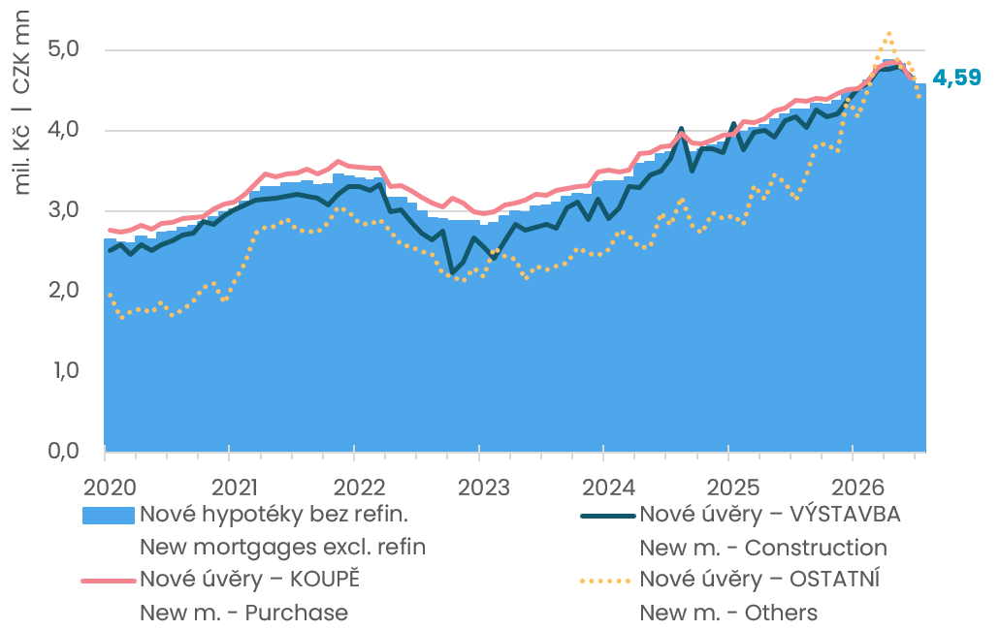 mil. Kč | CZK mn
5,0
4,59
4,0
3,0
2,0
1,0
0,0
2020 2021 2022 2023 2024 2025 2026
Nové hypotéky bez refin.
New mortgages excl. refin
Nové úvěry – VÝSTAVBA
New m. - Construction
Nové úvěry – KOUPĚ
New m. - Purchase
Nové úvěry – OSTATNÍ
New m. - Others